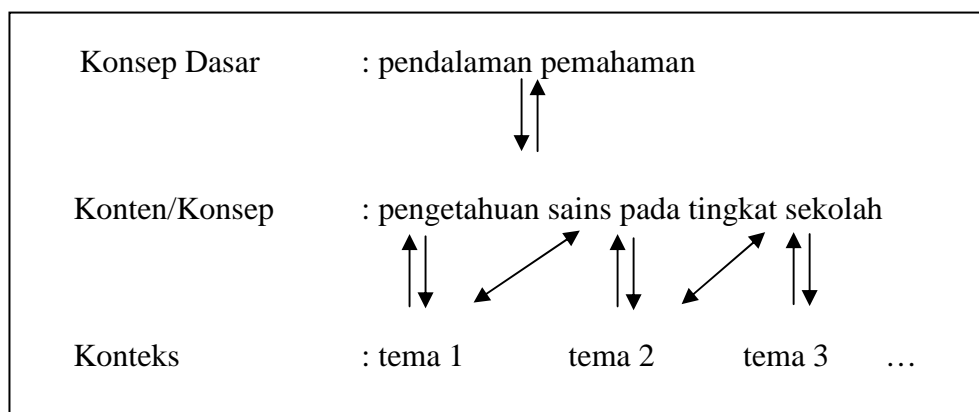 Konsep Dasar : pendalaman pemahaman
Konten/Konsep : pengetahuan sains pada tingkat sekolah
Konteks : tema 1 tema 2 tema 3 …